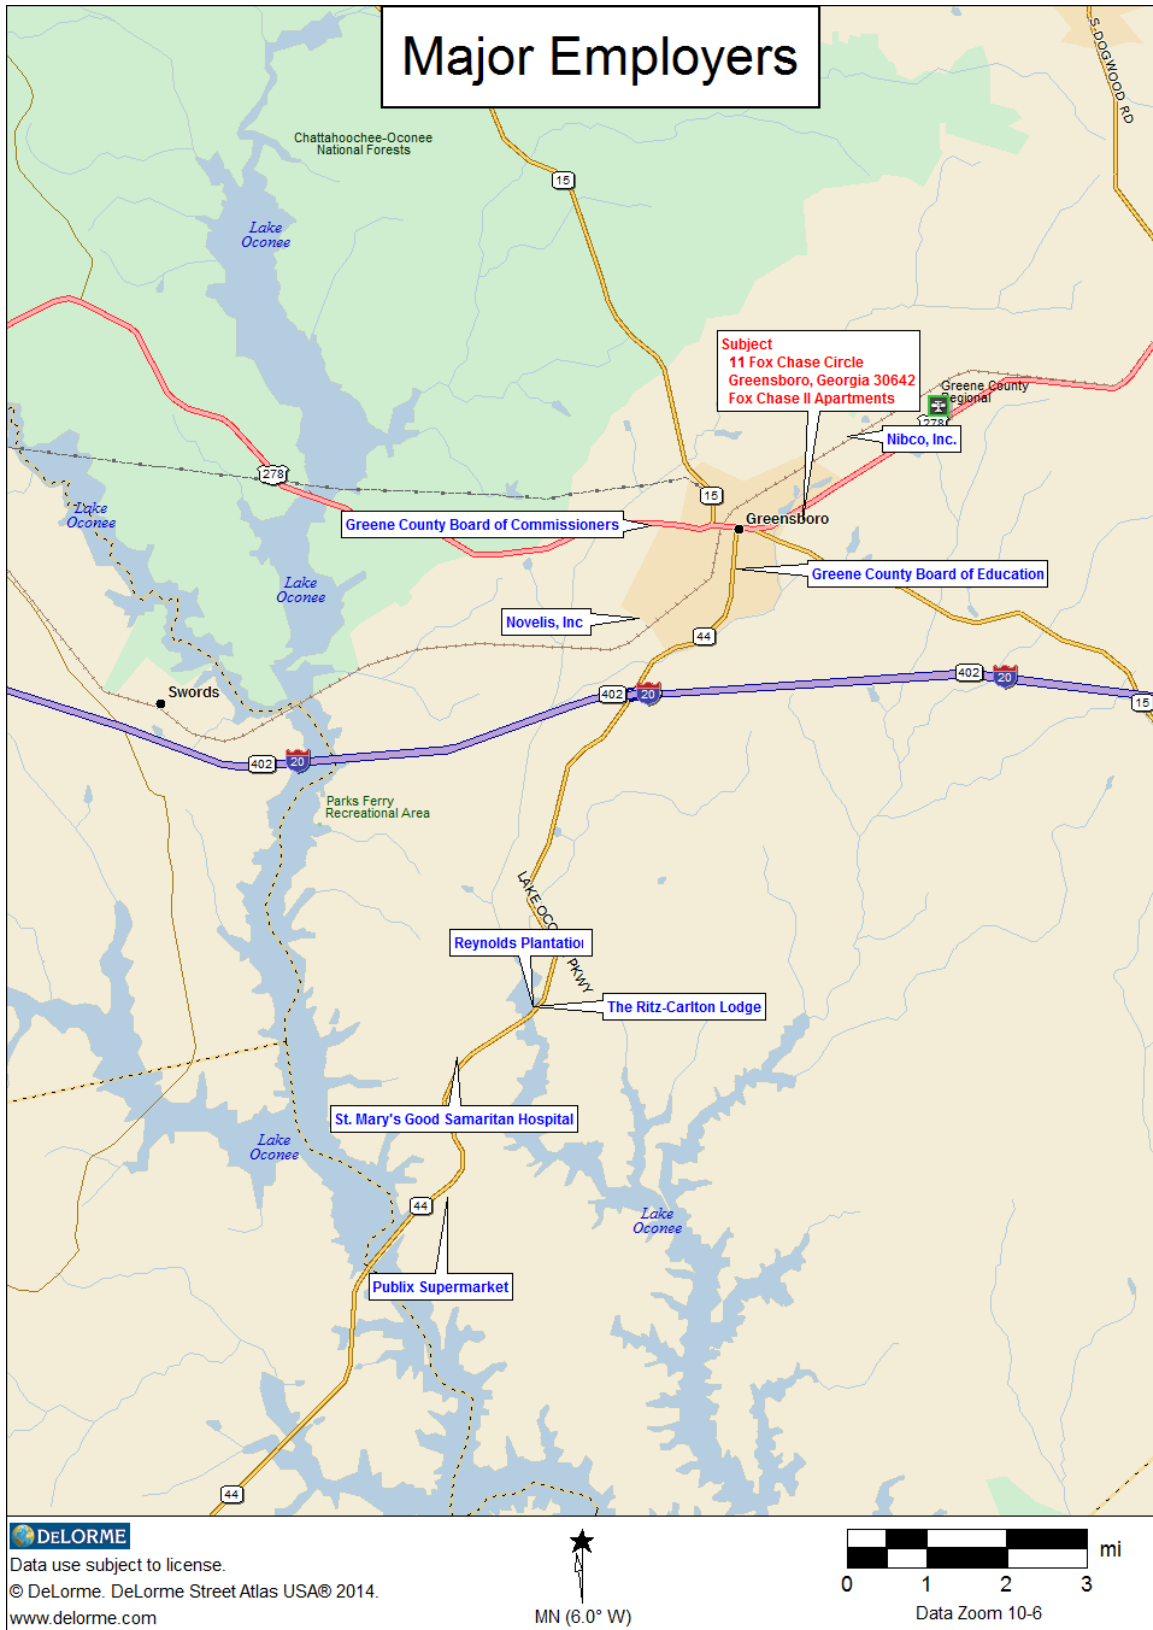 Major Employers
S DOGWOOD RD
Chattahoochee-Oconee
National Forests
15
Lake
Oconee
Subject
11 Fox Chase Circle
Greensboro, Georgia 30642
Fox Chase II Apartments
Greene County
Regional
278
Nibco, Inc.
278
15
Lake
Oconee
Greene County Board of Commissioners
Greensboro
Lake
Oconee
Greene County Board of Education
Novelis, Inc
44
Swords
402
20
402
20
15
402
20
Parks Ferry
Recreational Area
LAKE OCO
PKWY
Reynolds Plantation
The Ritz-Carlton Lodge
St. Mary's Good Samaritan Hospital
Lake
Oconee
44
Lake
Oconee
Publix Supermarket
44
DELORME
Data use subject to license.
© DeLorme. DeLorme Street Atlas USA® 2014.
www.delorme.com
MN (6.0° W)
mi
0 1 2 3
Data Zoom 10-6